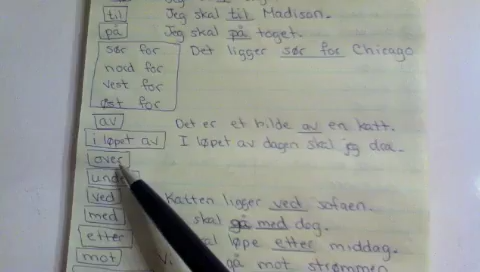 til Jeg skal til Madison.
på Jeg skal på toget.
sør for Det ligger sør for Chicago
nord for
vest for
øst for
av Det er et bilde av en katt.
i løpet av I løpet av dagen skal jeg dra.
over
under
ved Katten ligger ved sofaen.
med skal med dog.
etter skal løpe etter middag.
mot gå mot strømmen